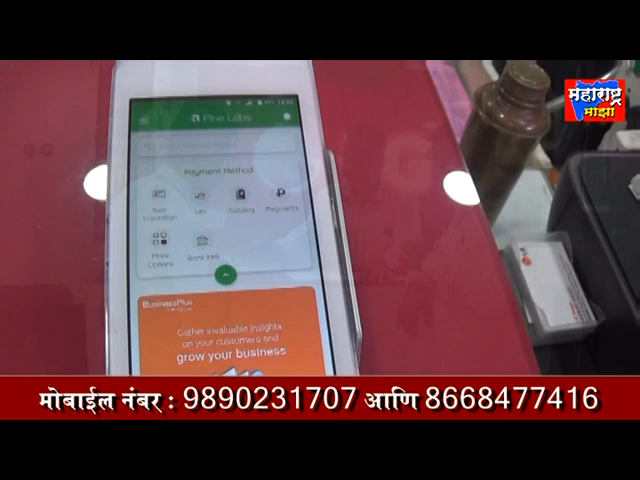 महाराष्ट्र
माझा
Pine Labs
Payment Method
Sale
Transaction
UPI
Catalog
Payments
More
Options
Bank EMI
BusinessPlus
Gather invaluable insights
on your customers and
grow your business
मोबाईल नंबर : 9890231707 आणि 8668477416